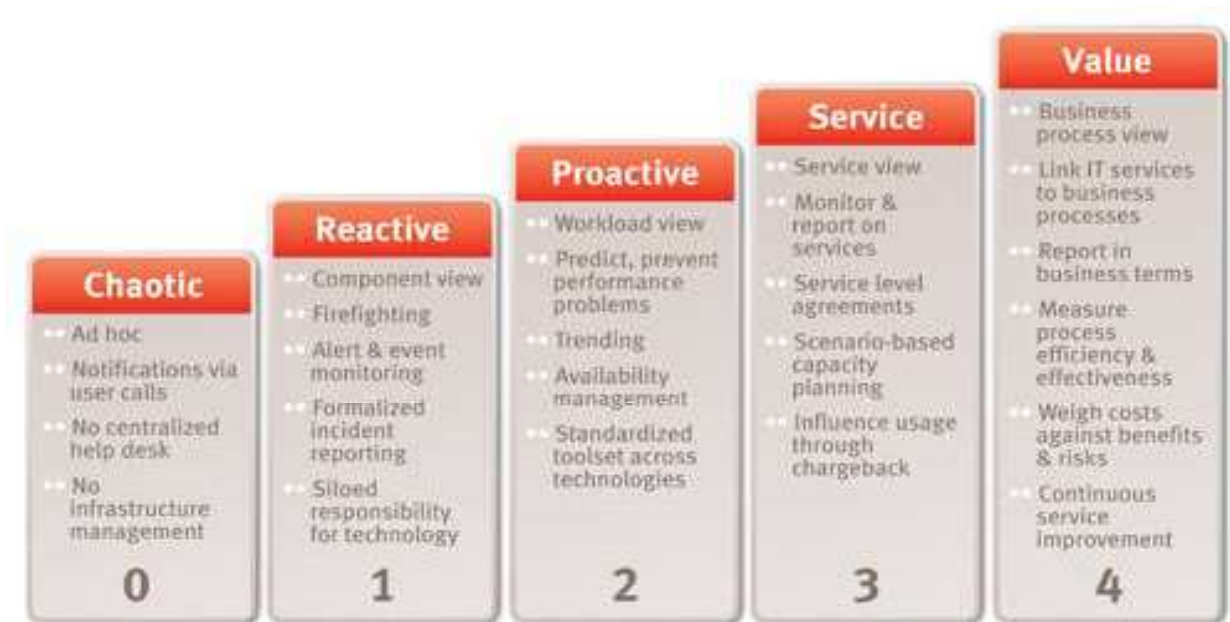 Chaotic
Ad hoc
Notifications via
user calls
No centralized
help desk
No
infrastructure
management
0
Reactive
Component view
Firefighting
Alert & event
monitoring
Formalized
incident
reporting
Siloed
responsibility
for technology
1
Proactive
Workload view
Predict, prevent
performance
problems
Trending
Availability
management
Standardized
toolset across
technologies
2
Service
Service view
Monitor &
report on
services
Service level
agreements
Scenario-based
capacity
planning
Influence usage
through
chargeback
3
Value
Business
process view
Link IT services
to business
processes
Report in
business terms
Measure
process
efficiency &
effectiveness
Weigh costs
against benefits
& risks
Continuous
service
improvement
4